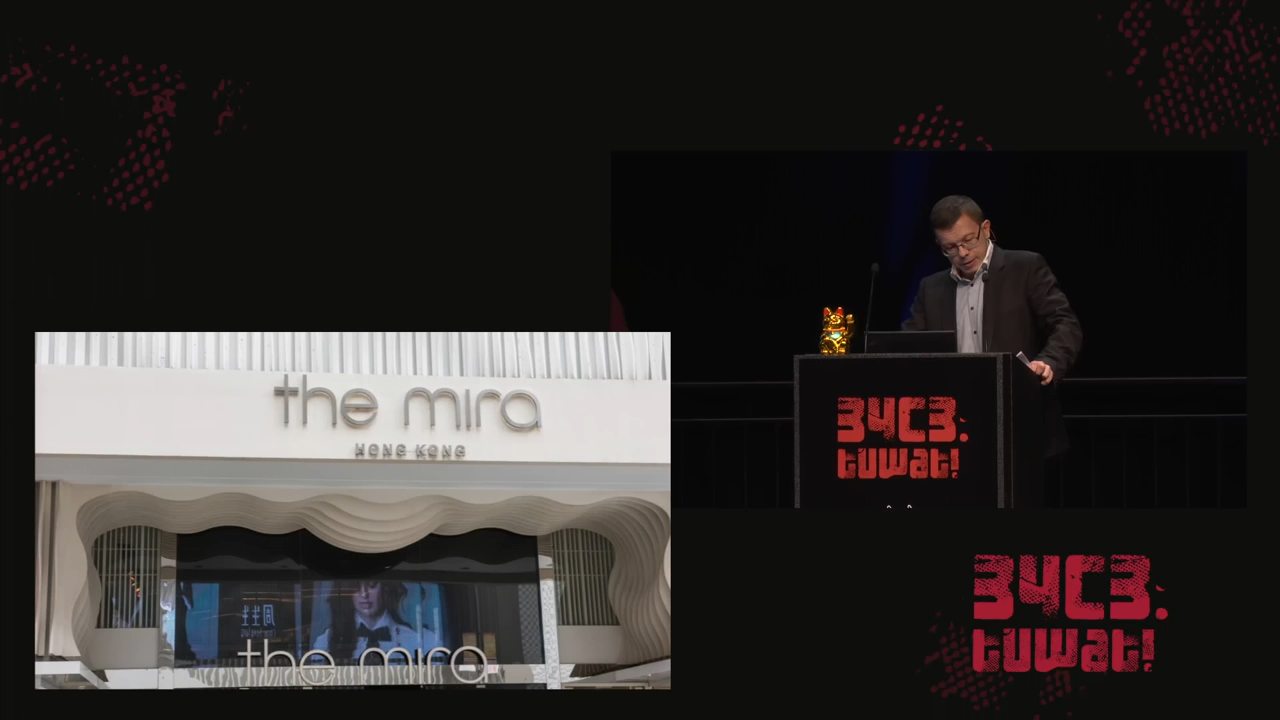 the mira
HONG KONG
the mira
34C3.
tuwat!
34C3.
tuwat!